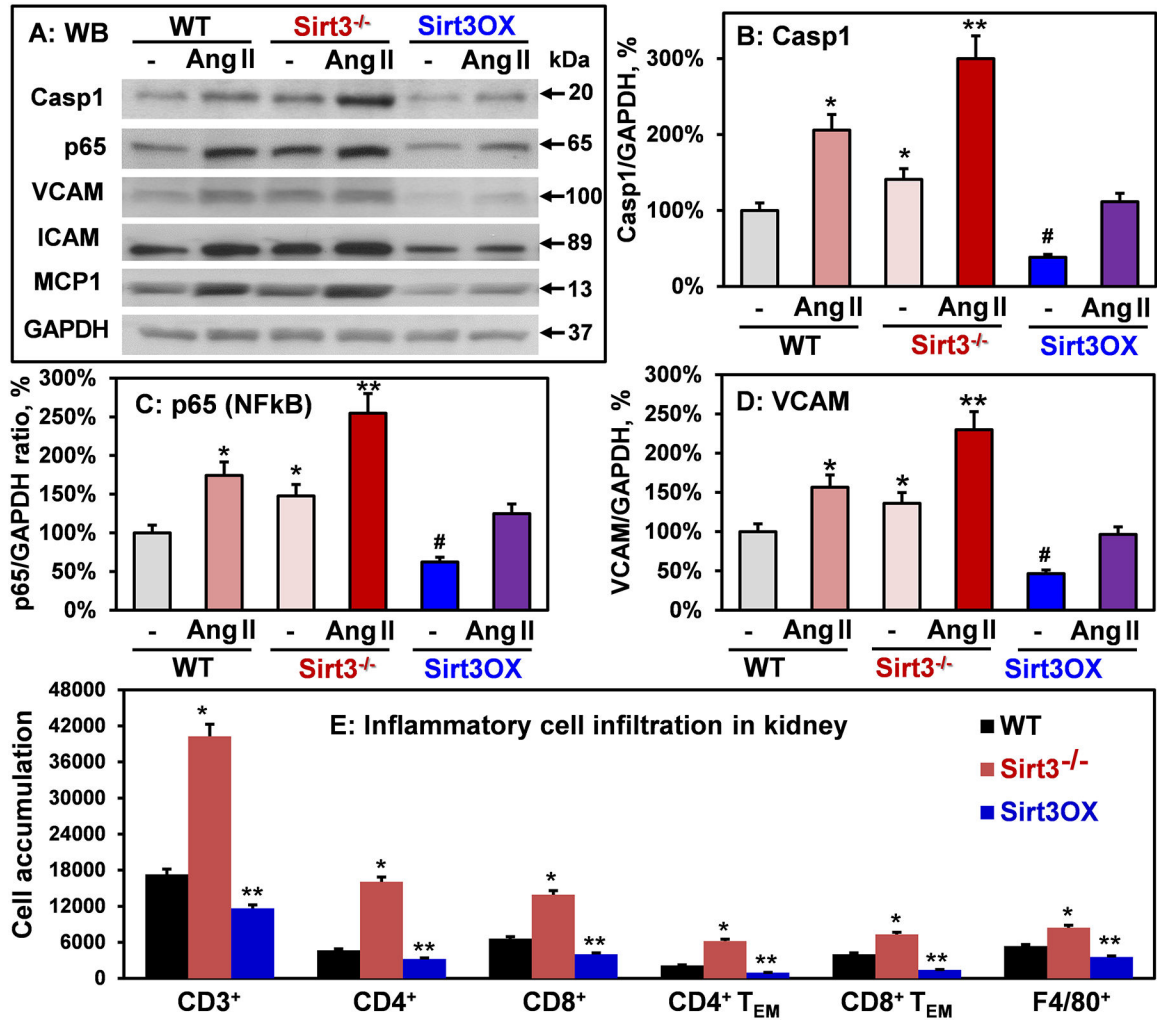 A: WB
WT Sirt3-/- Sirt3OX
- Ang II - Ang II - Ang II kDa
Casp1 20
p65 65
VCAM 100
ICAM 89
MCP1 13
GAPDH 37
B: Casp1
Casp1/GAPDH, %
300%
200%
100%
0%
* * ** #
- Ang II - Ang II - Ang II
WT Sirt3-/- Sirt3OX
C: p65 (NFkB)
p65/GAPDH ratio, %
300%
250%
200%
150%
100%
50%
0%
* * ** #
- Ang II - Ang II - Ang II
WT Sirt3-/- Sirt3OX
D: VCAM
VCAM/GAPDH, %
300%
250%
200%
150%
100%
50%
0%
* * ** #
- Ang II - Ang II - Ang II
WT Sirt3-/- Sirt3OX
E: Inflammatory cell infiltration in kidney
Cell accumulation
48000
42000
36000
30000
24000
18000
12000
6000
0
* ** * ** * ** * ** * ** * **
WT
Sirt3-/-
Sirt3OX
CD3+ CD4+ CD8+ CD4+ TEM CD8+ TEM F4/80+